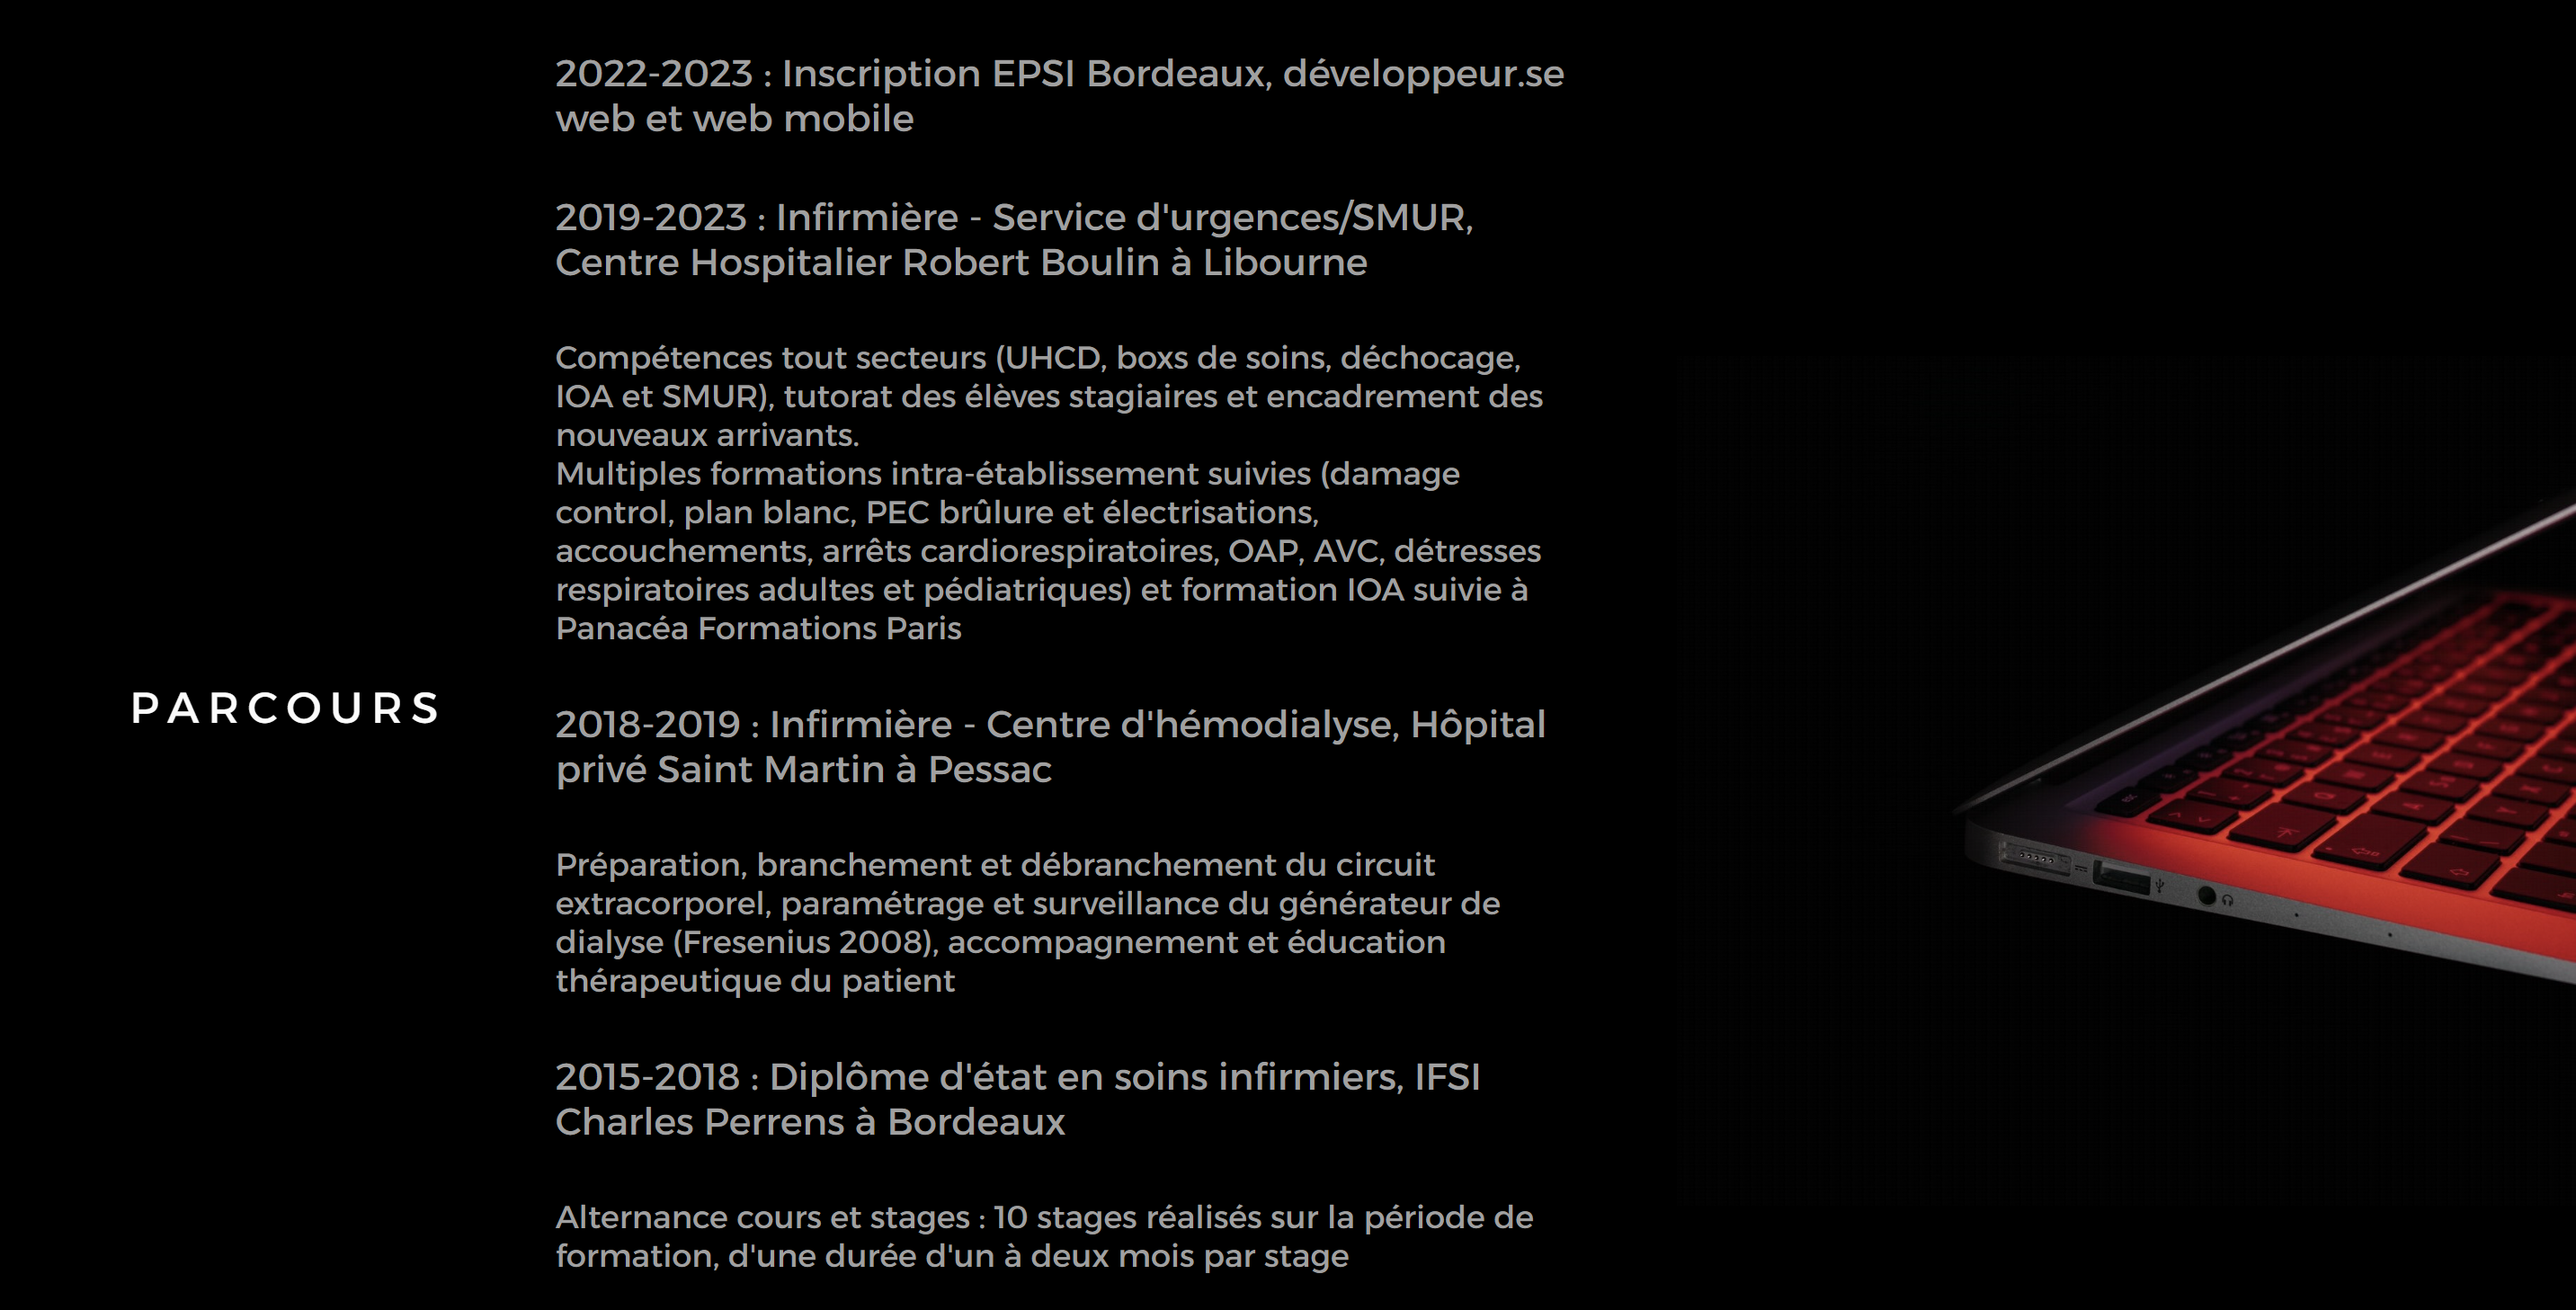 PARCOURS
2022-2023 : Inscription EPSI Bordeaux, développeur.se
web et web mobile
2019-2023 : Infirmière - Service d'urgences/SMUR,
Centre Hospitalier Robert Boulin à Libourne
Compétences tout secteurs (UHCD, boxs de soins, déchocage,
IOA et SMUR), tutorat des élèves stagiaires et encadrement des
nouveaux arrivants.
Multiples formations intra-établissement suivies (damage
control, plan blanc, PEC brûlure et électrisations,
accouchements, arrêts cardiorespiratoires, OAP, AVC, détresses
respiratoires adultes et pédiatriques) et formation IOA suivie à
Panacéa Formations Paris
2018-2019 : Infirmière - Centre d'hémodialyse, Hôpital
privé Saint Martin à Pessac
Préparation, branchement et débranchement du circuit
extracorporel, paramétrage et surveillance du générateur de
dialyse (Fresenius 2008), accompagnement et éducation
thérapeutique du patient
2015-2018 : Diplôme d'état en soins infirmiers, IFSI
Charles Perrens à Bordeaux
Alternance cours et stages : 10 stages réalisés sur la période de
formation, d'une durée d'un à deux mois par stage